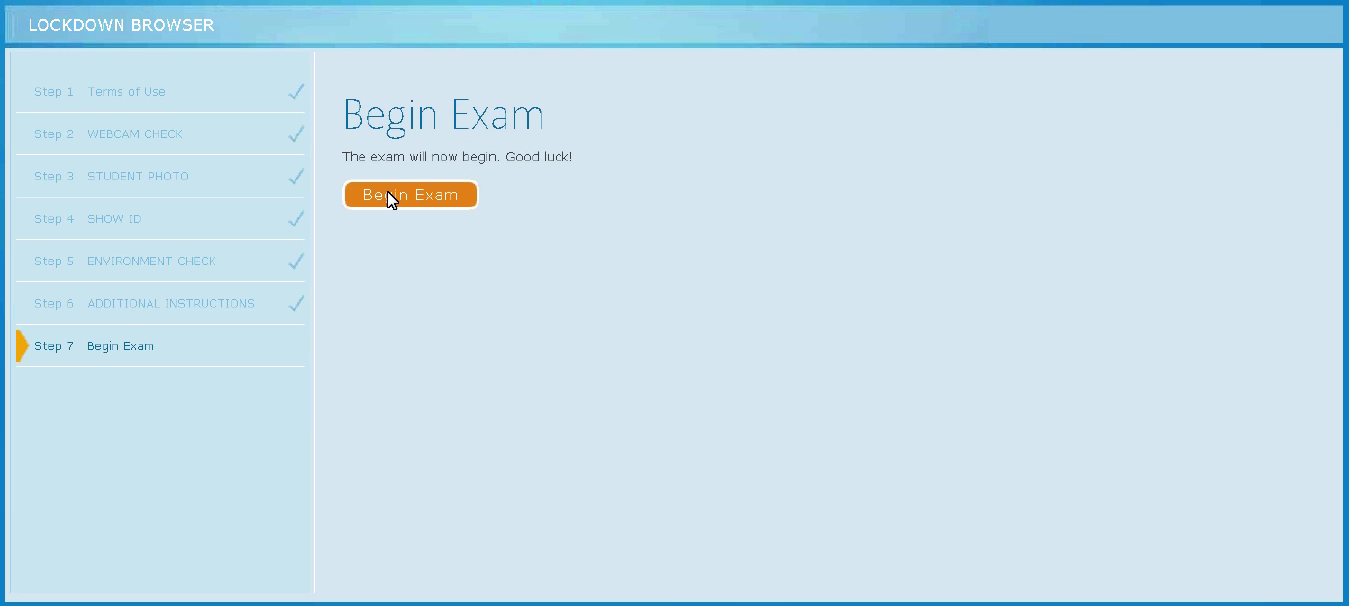 LOCKDOWN BROWSER
Step 1 Terms of Use
Step 2 WEBCAM CHECK
Step 3 STUDENT PHOTO
Step 4 SHOW ID
Step 5 ENVIRONMENT CHECK
Step 6 ADDITIONAL INSTRUCTIONS
Step 7 Begin Exam
Begin Exam
The exam will now begin. Good luck!
Begin Exam